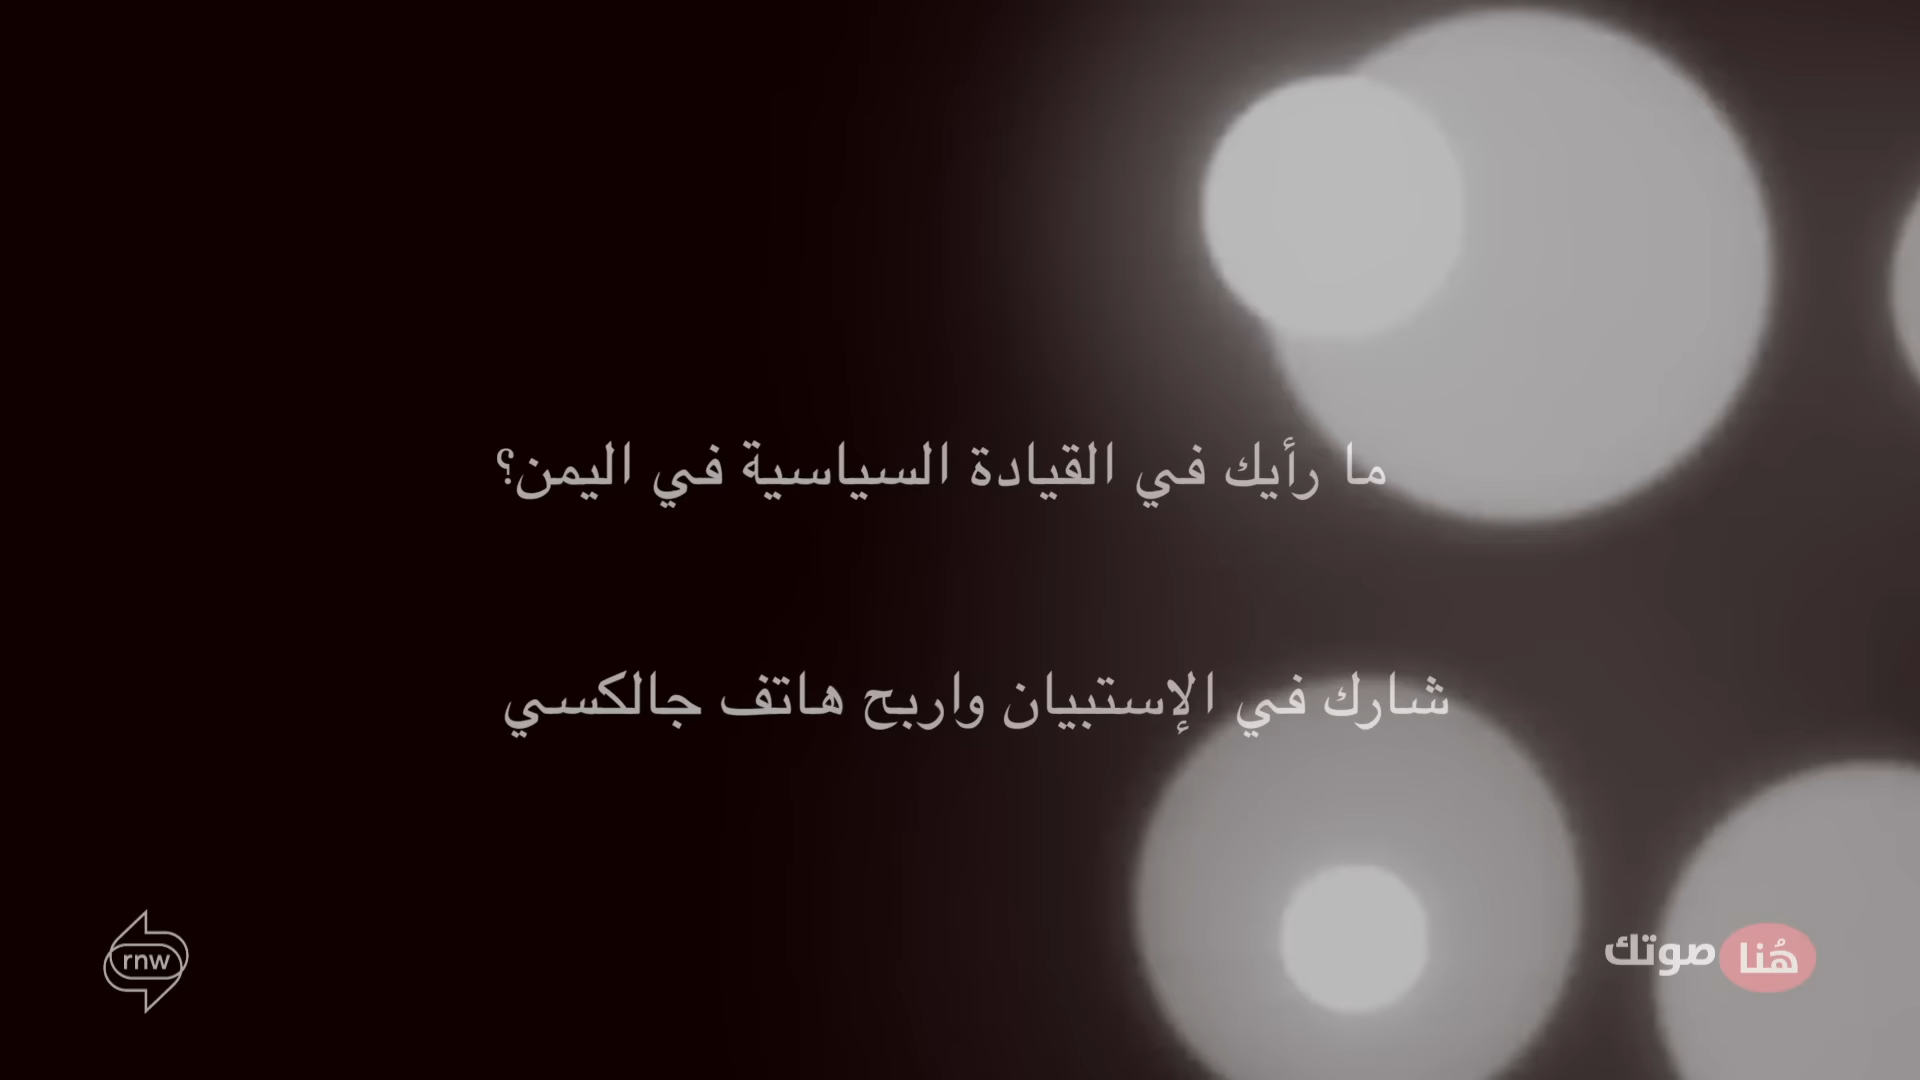 ما رأيك في القيادة السياسية في اليمن؟
شارك في الإستبيان واربح هاتف جالكسي
rnw
هُنا صوتك